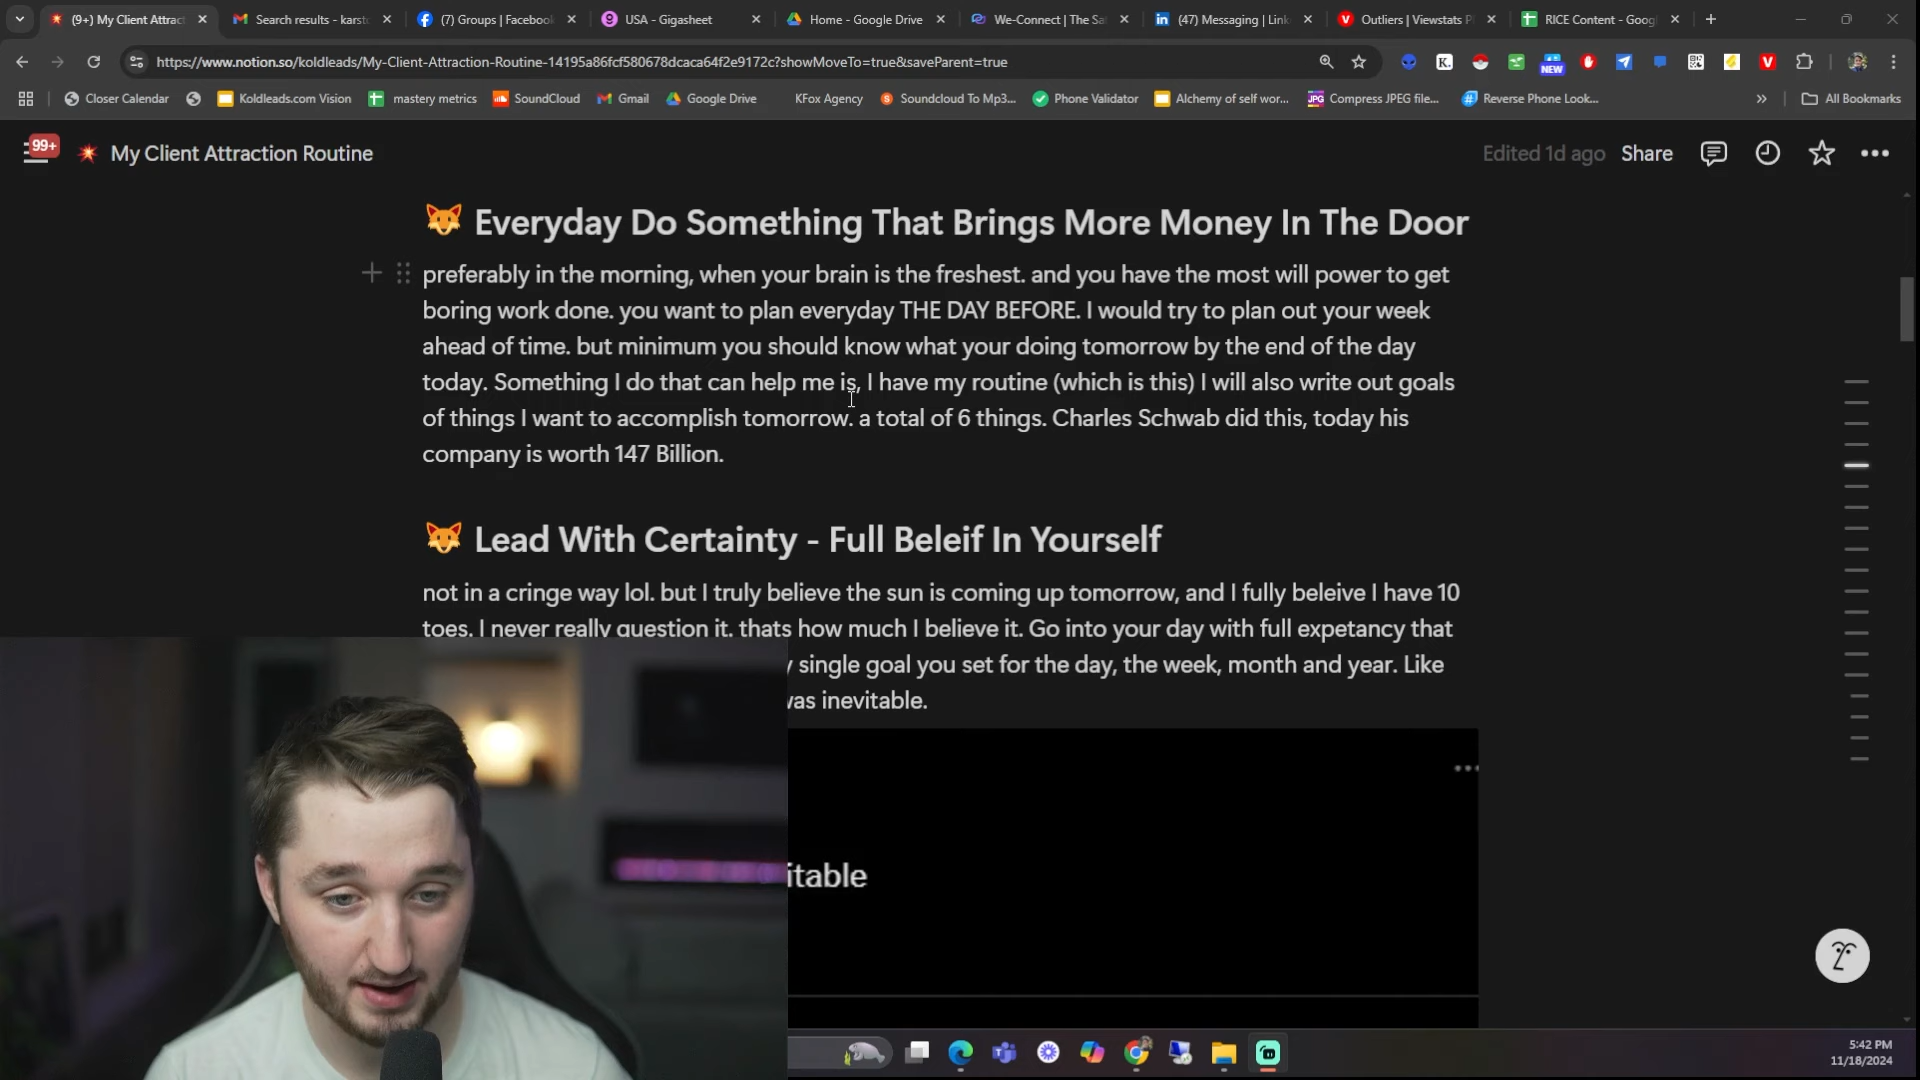 (9+) My Client Attrac
Search results - karst
(7) Groups | Facebook
USA - Gigasheet
Home - Google Drive
We-Connect | The Sa
(47) Messaging | Link
Outliers | Viewstats P
RICE Content - Goog
https://www.notion.so/koldleads/My-Client-Attraction-Routine-14195a86fcf580678dcaca64f2e9172c?showMoveTo=true&saveParent=true
K.
NEW
Closer Calendar
Koldleads.com Vision
mastery metrics
SoundCloud
Gmail
Google Drive
KFox Agency
Soundcloud To Mp3...
Phone Validator
Alchemy of self wor...
JPG
Compress JPEG file...
Reverse Phone Look...
All Bookmarks
99+
My Client Attraction Routine
Edited 1d ago
Share
Everyday Do Something That Brings More Money In The Door
preferably in the morning, when your brain is the freshest. and you have the most will power to get
boring work done. you want to plan everyday THE DAY BEFORE. I would try to plan out your week
ahead of time. but minimum you should know what your doing tomorrow by the end of the day
today. Something I do that can help me is, I have my routine (which is this) I will also write out goals
of things I want to accomplish tomorrow. a total of 6 things. Charles Schwab did this, today his
company is worth 147 Billion.
Lead With Certainty - Full Beleif In Yourself
not in a cringe way lol. but I truly believe the sun is coming up tomorrow, and I fully beleive I have 10
toes. I never really question it. thats how much I believe it. Go into your day with full expetancy that
single goal you set for the day, the week, month and year. Like
was inevitable.
itable
5:42 PM
11/18/2024